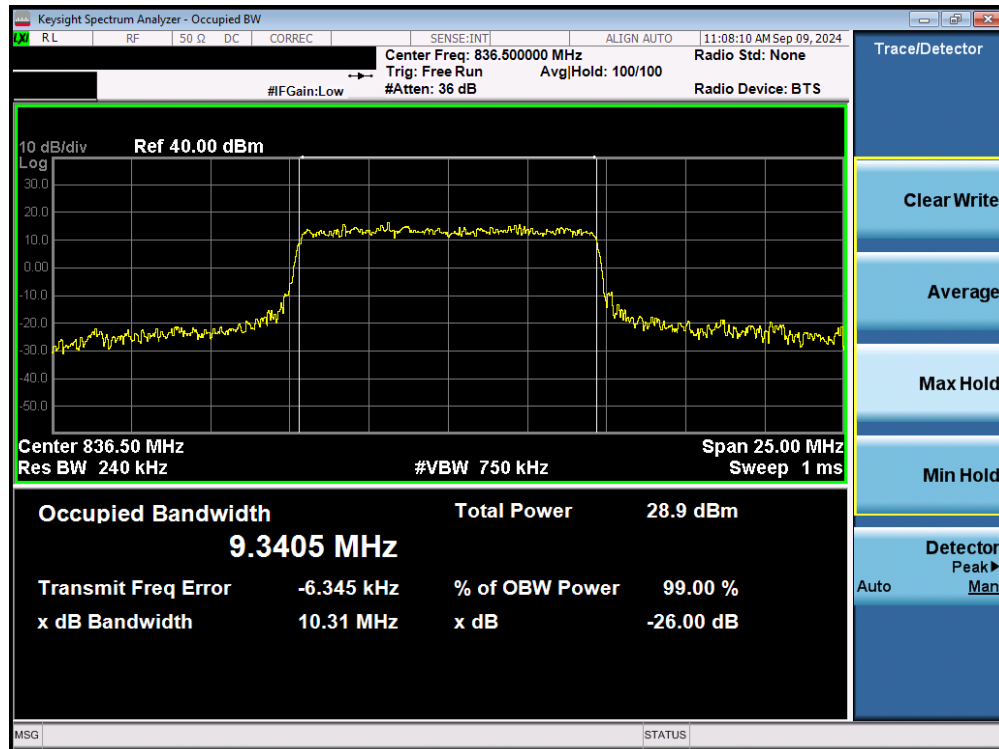 Keysight Spectrum Analyzer - Occupied BW
LXI RL RF 50 Ω DC CORREC SENSE:INT ALIGN AUTO 11:08:10 AM Sep 09, 2024
Center Freq: 836.500000 MHz Radio Std: None
Trig: Free Run Avg|Hold: 100/100
#IFGain:Low #Atten: 36 dB Radio Device: BTS
Trace/Detector
10 dB/div Ref 40.00 dBm
Log
30.0
20.0
10.0
0.00
-10.0
-20.0
-30.0
-40.0
-50.0
Center 836.50 MHz Span 25.00 MHz
Res BW 240 kHz #VBW 750 kHz Sweep 1 ms
Occupied Bandwidth Total Power 28.9 dBm
9.3405 MHz
Transmit Freq Error -6.345 kHz % of OBW Power 99.00 %
x dB Bandwidth 10.31 MHz x dB -26.00 dB
Clear Write
Average
Max Hold
Min Hold
Detector
Peak
Auto Man
MSG STATUS